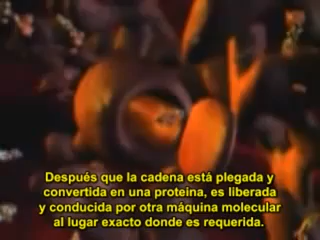 Después que la cadena está plegada y
convertida en una proteina, es liberada
y conducida por otra máquina molecular
al lugar exacto donde es requerida.